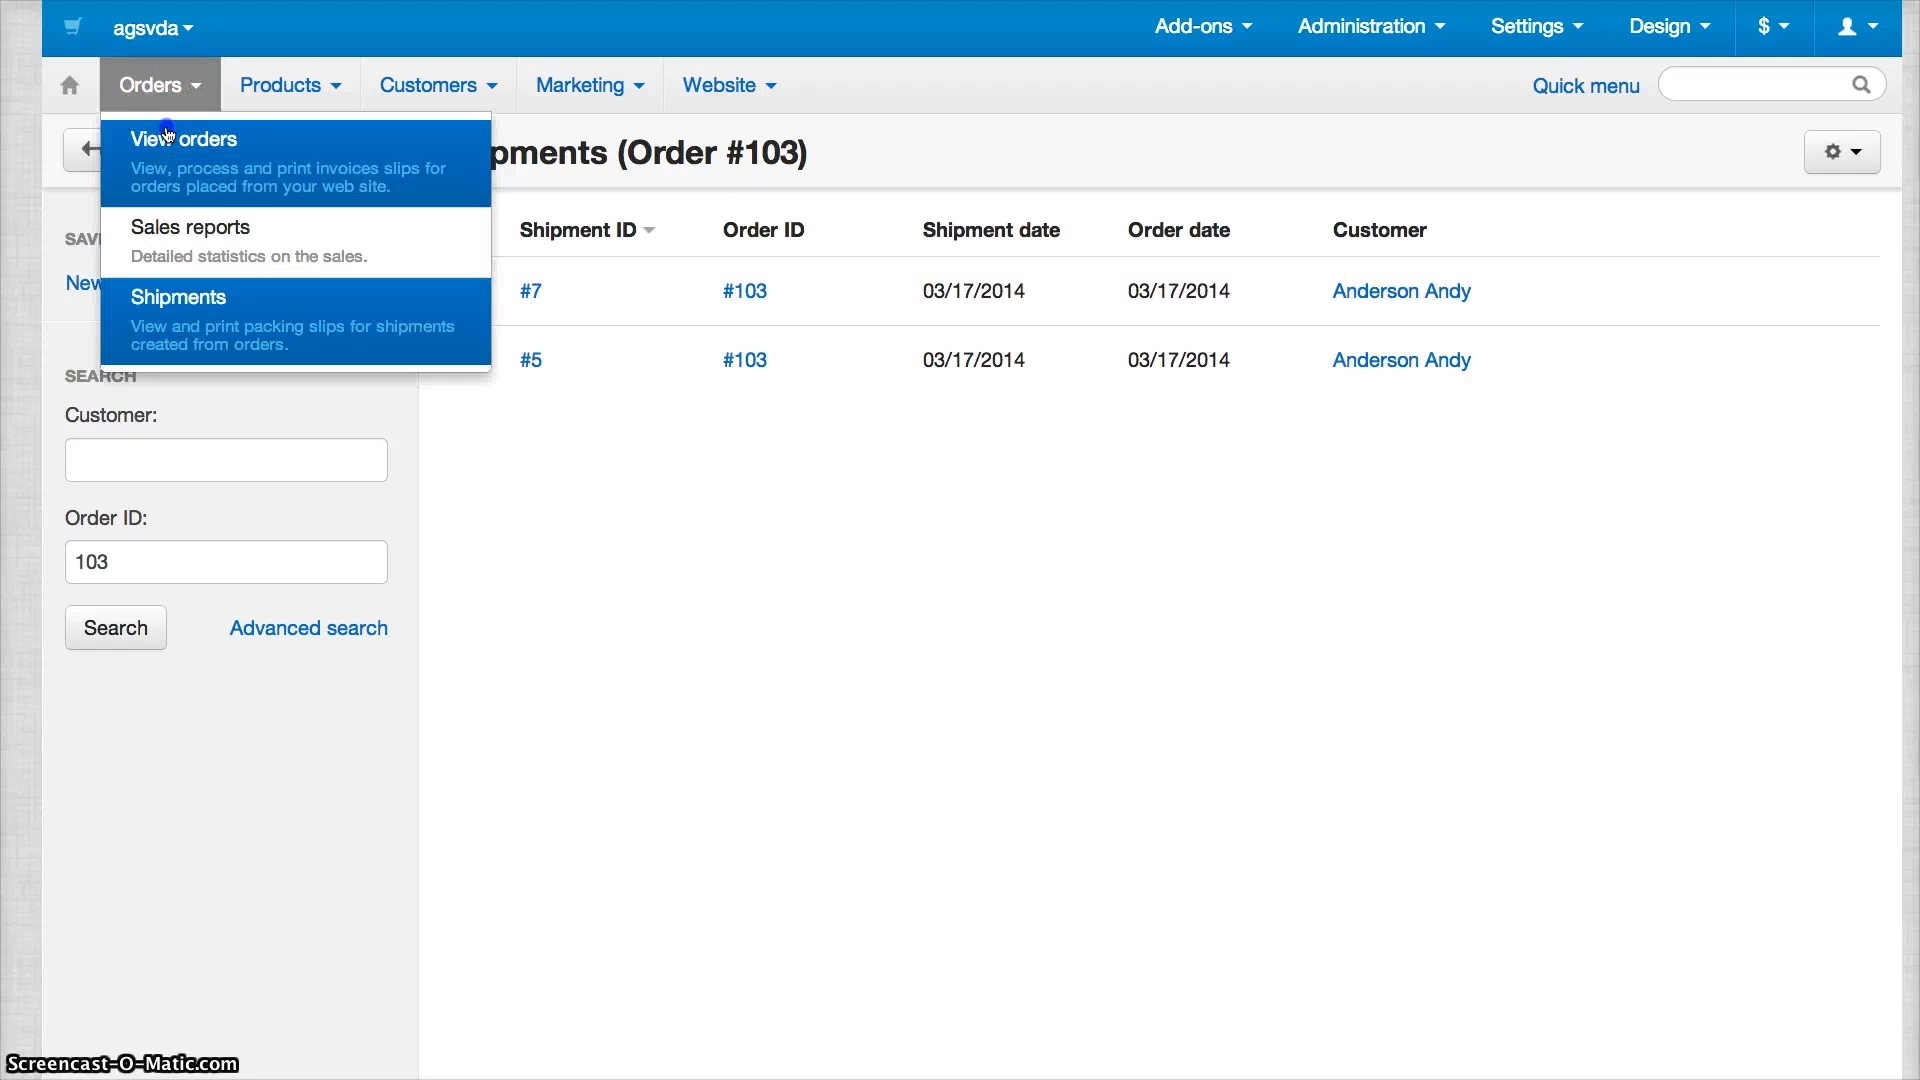 agsvda
Add-ons
Administration
Settings
Design
$
Orders
Products
Customers
Marketing
Website
Quick menu
View orders
View, process and print invoices slips for
orders placed from your web site.
Sales reports
Detailed statistics on the sales.
Shipments
View and print packing slips for shipments
created from orders.
pments (Order #103)
SAV
New
SEARCH
Customer:
Order ID:
103
Search
Advanced search
Shipment ID Order ID Shipment date Order date Customer
#7 #103 03/17/2014 03/17/2014 Anderson Andy
#5 #103 03/17/2014 03/17/2014 Anderson Andy
Screencast-O-Matic.com